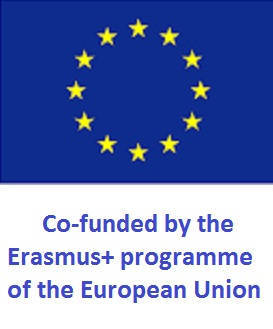 Co-funded by the
Erasmus+ programme
of the European Union